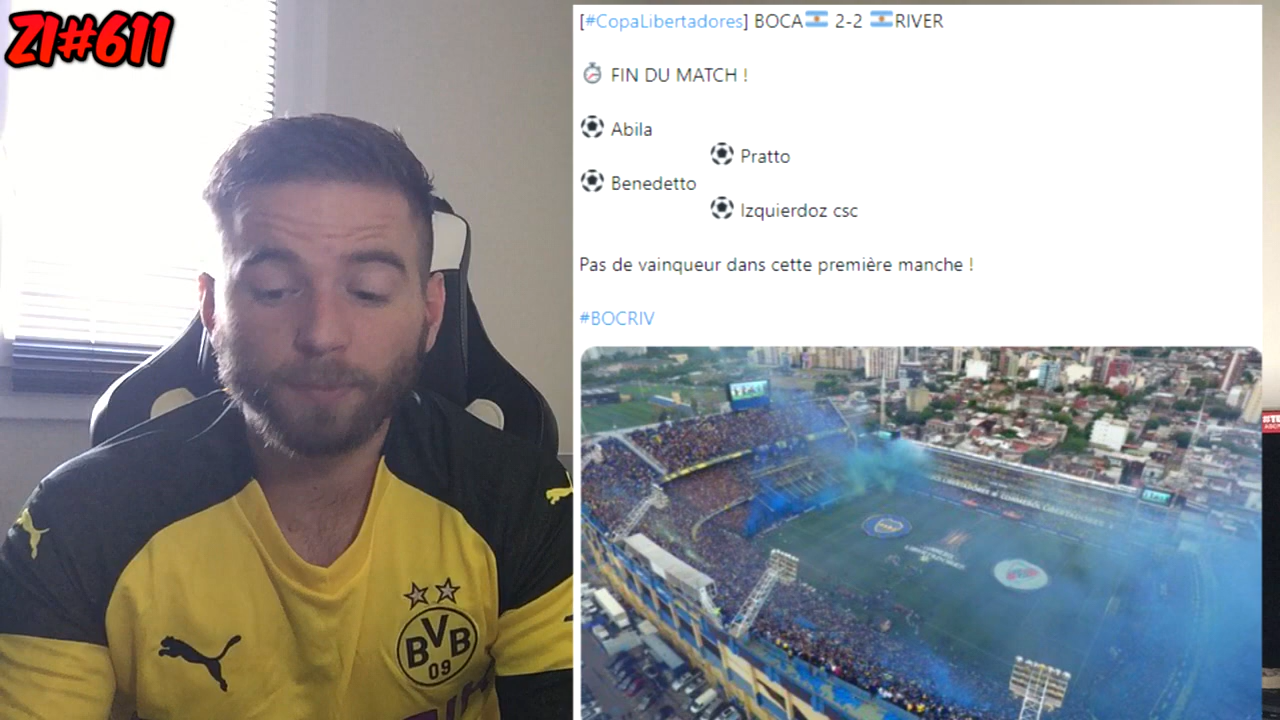 ZI#611
[#CopaLibertadores] BOCA 2-2 RIVER
FIN DU MATCH !
Abila
Pratto
Benedetto
Izquierdoz csc
Pas de vainqueur dans cette première manche !
#BOCRIV
BVB
09